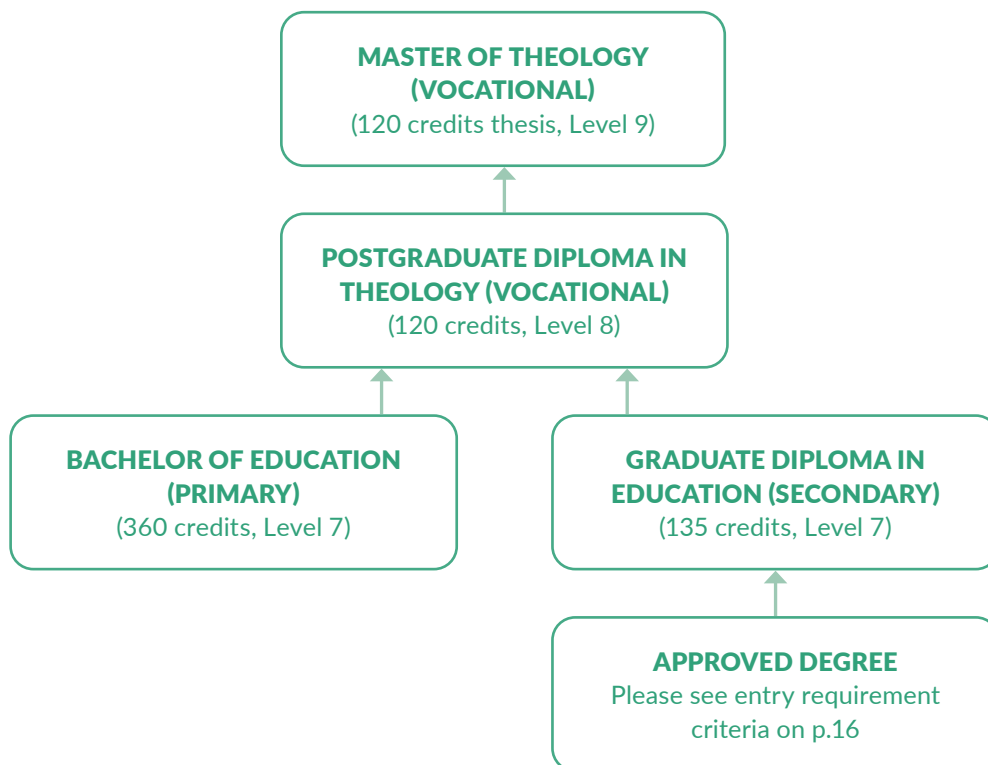 MASTER OF THEOLOGY
(VOCATIONAL)
(120 credits thesis, Level 9)
POSTGRADUATE DIPLOMA IN
THEOLOGY (VOCATIONAL)
(120 credits, Level 8)
BACHELOR OF EDUCATION
(PRIMARY)
(360 credits, Level 7)
GRADUATE DIPLOMA IN
EDUCATION (SECONDARY)
(135 credits, Level 7)
APPROVED DEGREE
Please see entry requirement
criteria on p.16